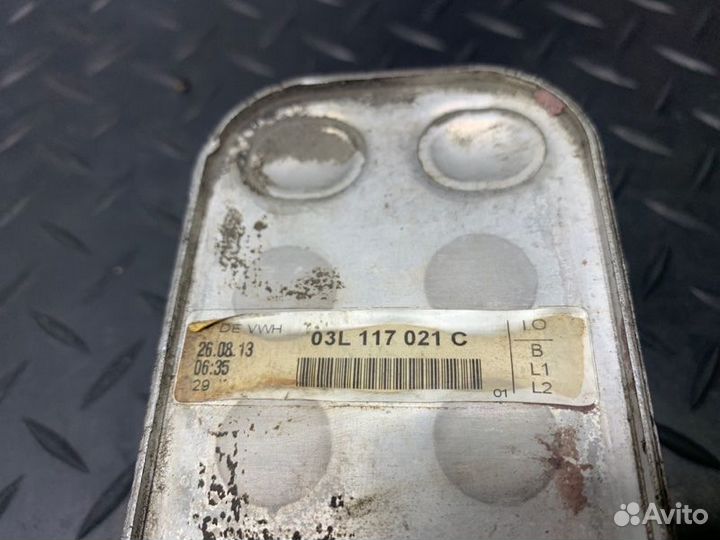 DE VWH
26.08.13
06:35
29
03L 117 021 C
01
I.O
B
L1
L2
Avito